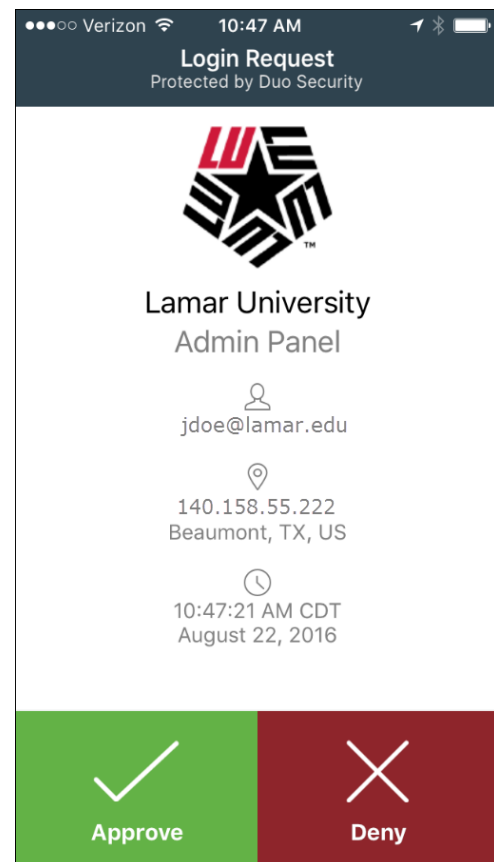 Verizon 10:47 AM
Login Request
Protected by Duo Security
LU
TM
Lamar University
Admin Panel
jdoe@lamar.edu
140.158.55.222
Beaumont, TX, US
10:47:21 AM CDT
August 22, 2016
Approve Deny